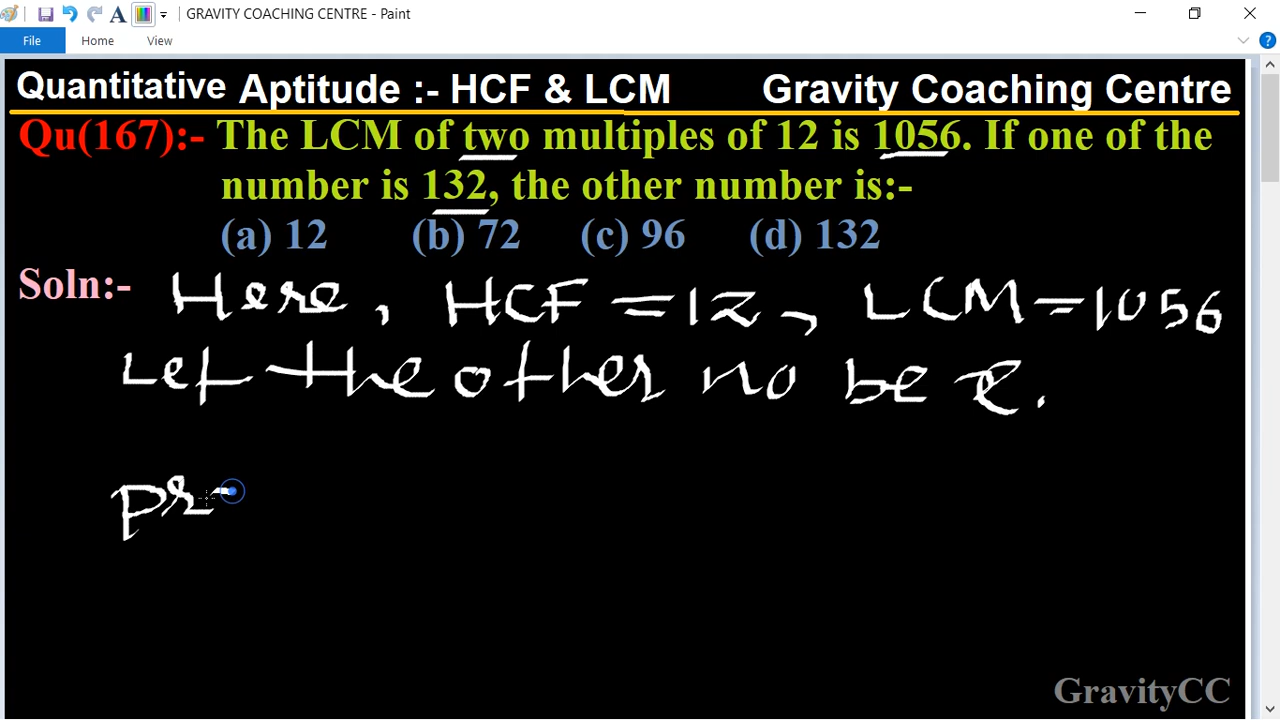 GRAVITY COACHING CENTRE - Paint
File Home View
Quantitative Aptitude :- HCF & LCM Gravity Coaching Centre
Qu(167):- The LCM of two multiples of 12 is 1056. If one of the
number is 132, the other number is:-
(a) 12 (b) 72 (c) 96 (d) 132
Soln:- Here, HCF = 12, LCM = 1056
Let the other no be x.
Pr
GravityCC